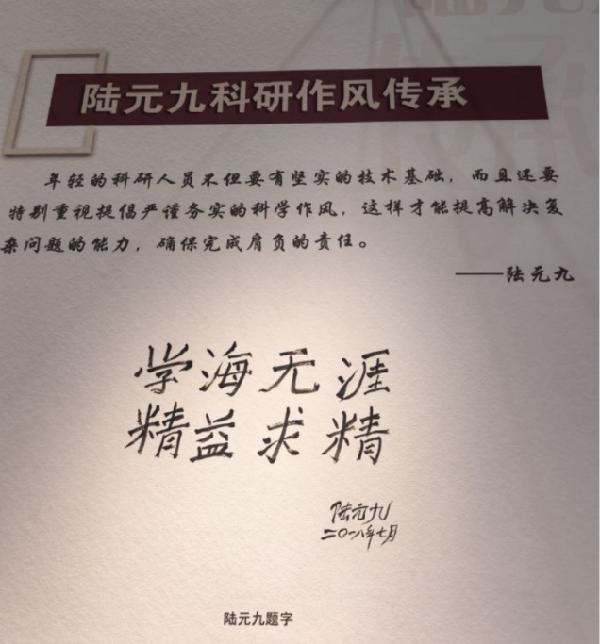 陆元九科研作风传承
年轻的科研人员不但要有坚实的技术基础，而且还要
特别重视提倡严谨务实的科学作风，这样才能提高解决复
杂问题的能力，确保完成肩负的责任。
——陆元九
学海无涯
精益求精
陆元九
二〇一八年七月
陆元九题字